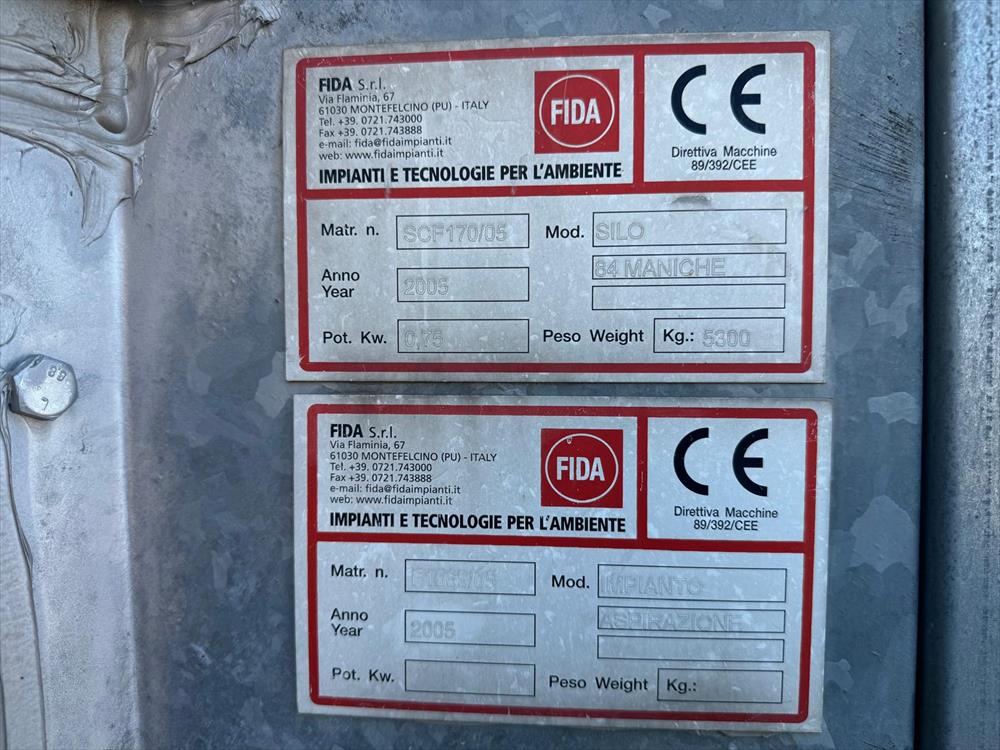 FIDA S.r.l.
Via Flaminia, 67
61030 MONTEFELCINO (PU) - ITALY
Tel. +39. 0721.743000
Fax +39. 0721.743888
e-mail: fida@fidaimpianti.it
web: www.fidaimpianti.it
IMPIANTI E TECNOLOGIE PER L'AMBIENTE
FIDA
CE
Direttiva Macchine
89/392/CEE
Matr. n. SCF170/05 Mod. SILO
84 MANICHE
Anno
Year 2005
Pot. Kw. 0,75 Peso Weight Kg.: 5300
FIDA S.r.l.
Via Flaminia, 67
61030 MONTEFELCINO (PU) - ITALY
Tel. +39. 0721.743000
Fax +39. 0721.743888
e-mail: fida@fidaimpianti.it
web: www.fidaimpianti.it
IMPIANTI E TECNOLOGIE PER L'AMBIENTE
FIDA
CE
Direttiva Macchine
89/392/CEE
Matr. n. Mod. IMPIANTO
ASPIRAZIONE
Anno
Year 2005
Pot. Kw. Peso Weight Kg.:
8.8